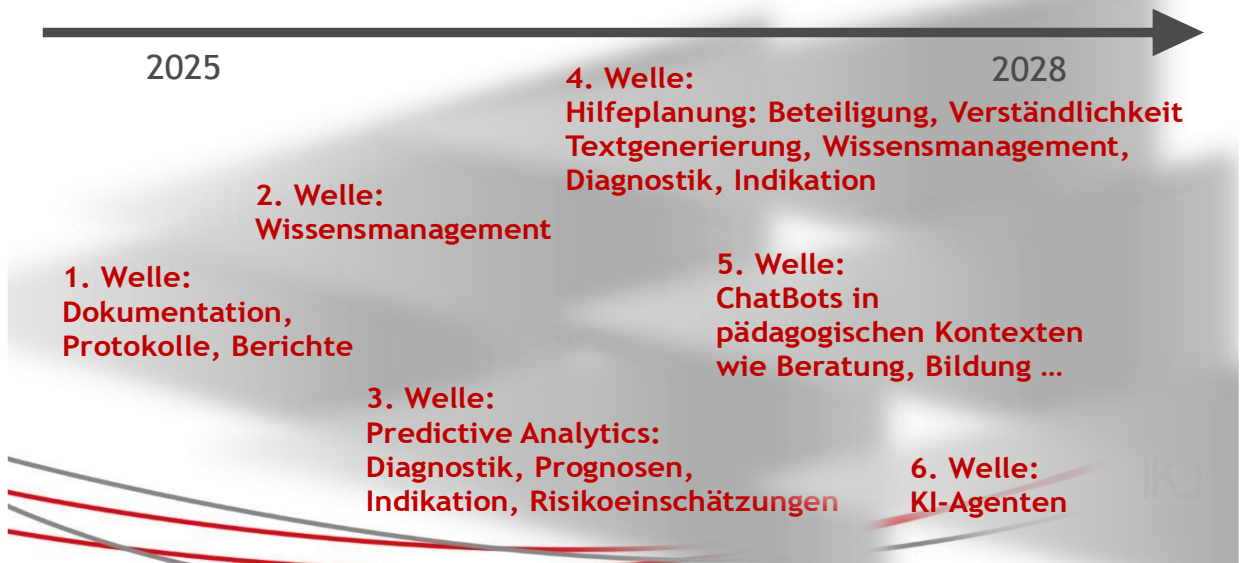 2025
2028
1. Welle:
Dokumentation,
Protokolle, Berichte
2. Welle:
Wissensmanagement
3. Welle:
Predictive Analytics:
Diagnostik, Prognosen,
Indikation, Risikoeinschätzungen
4. Welle:
Hilfeplanung: Beteiligung, Verständlichkeit
Textgenerierung, Wissensmanagement,
Diagnostik, Indikation
5. Welle:
ChatBots in
pädagogischen Kontexten
wie Beratung, Bildung …
6. Welle:
KI-Agenten
IKJ